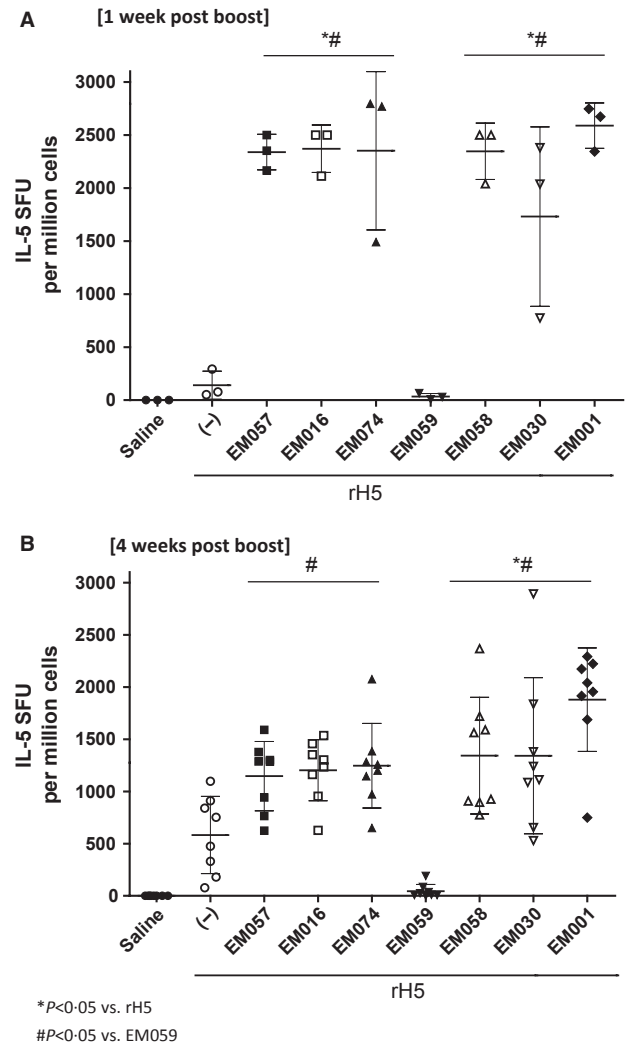 A
[1 week post boost]
*#
*#
3000
2500
2000
1500
1000
500
0
IL-5 SFU
per million cells
Saline
(−)
EM057
EM016
EM074
EM059
EM058
EM030
EM001
rH5
B
[4 weeks post boost]
#
*#
3000
2500
2000
1500
1000
500
0
IL-5 SFU
per million cells
Saline
(−)
EM057
EM016
EM074
EM059
EM058
EM030
EM001
rH5
*P<0·05 vs. rH5
#P<0·05 vs. EM059